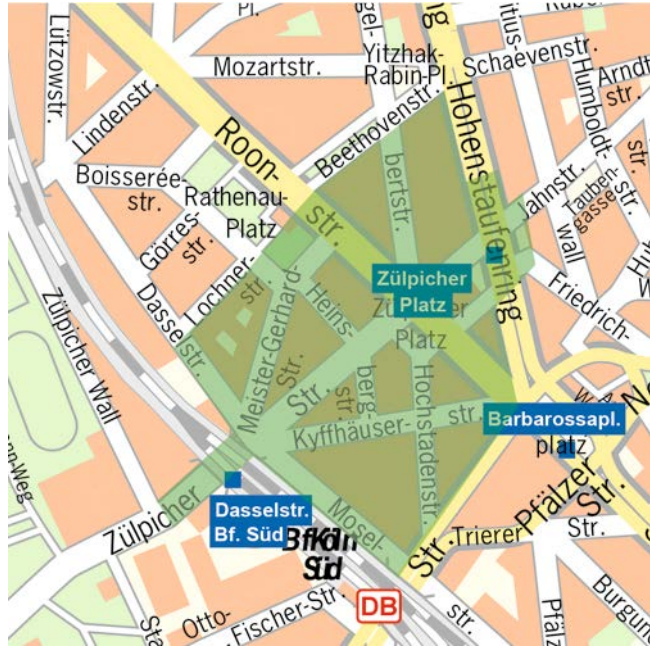 Pl.
Lützowstr.
Mozartstr.
Lindenstr.
Yitzhak-
Rabin-Pl.
Schaevenstr.
Arndt
str.
Humboldt-
str.
Hohenstaufenring
Roon-
str.
Beethovenstr.
bertstr.
Boisserée-
str.
Rathenau-
Platz
Görres-
str.
Lochner-
str.
Jahnstr.
Tauben-
gasse
wall
Friedrich-
Dasselstr.
Zülpicher Wall
Zülpicher
Platz
Platz
Meister-Gerhard-
Str.
Heins-
berg-
str.
Str.
Hochstadenstr.
Kyffhäuser-
str.
Barbarossapl.
platz
Pfälzer
Str.
Zülpicher
Dasselstr.
Bf. Süd
Süd
Mosel-
str.
Str.
Trierer
Str.
Otto-
Fischer-Str.
DB
Pfälz
Burgun